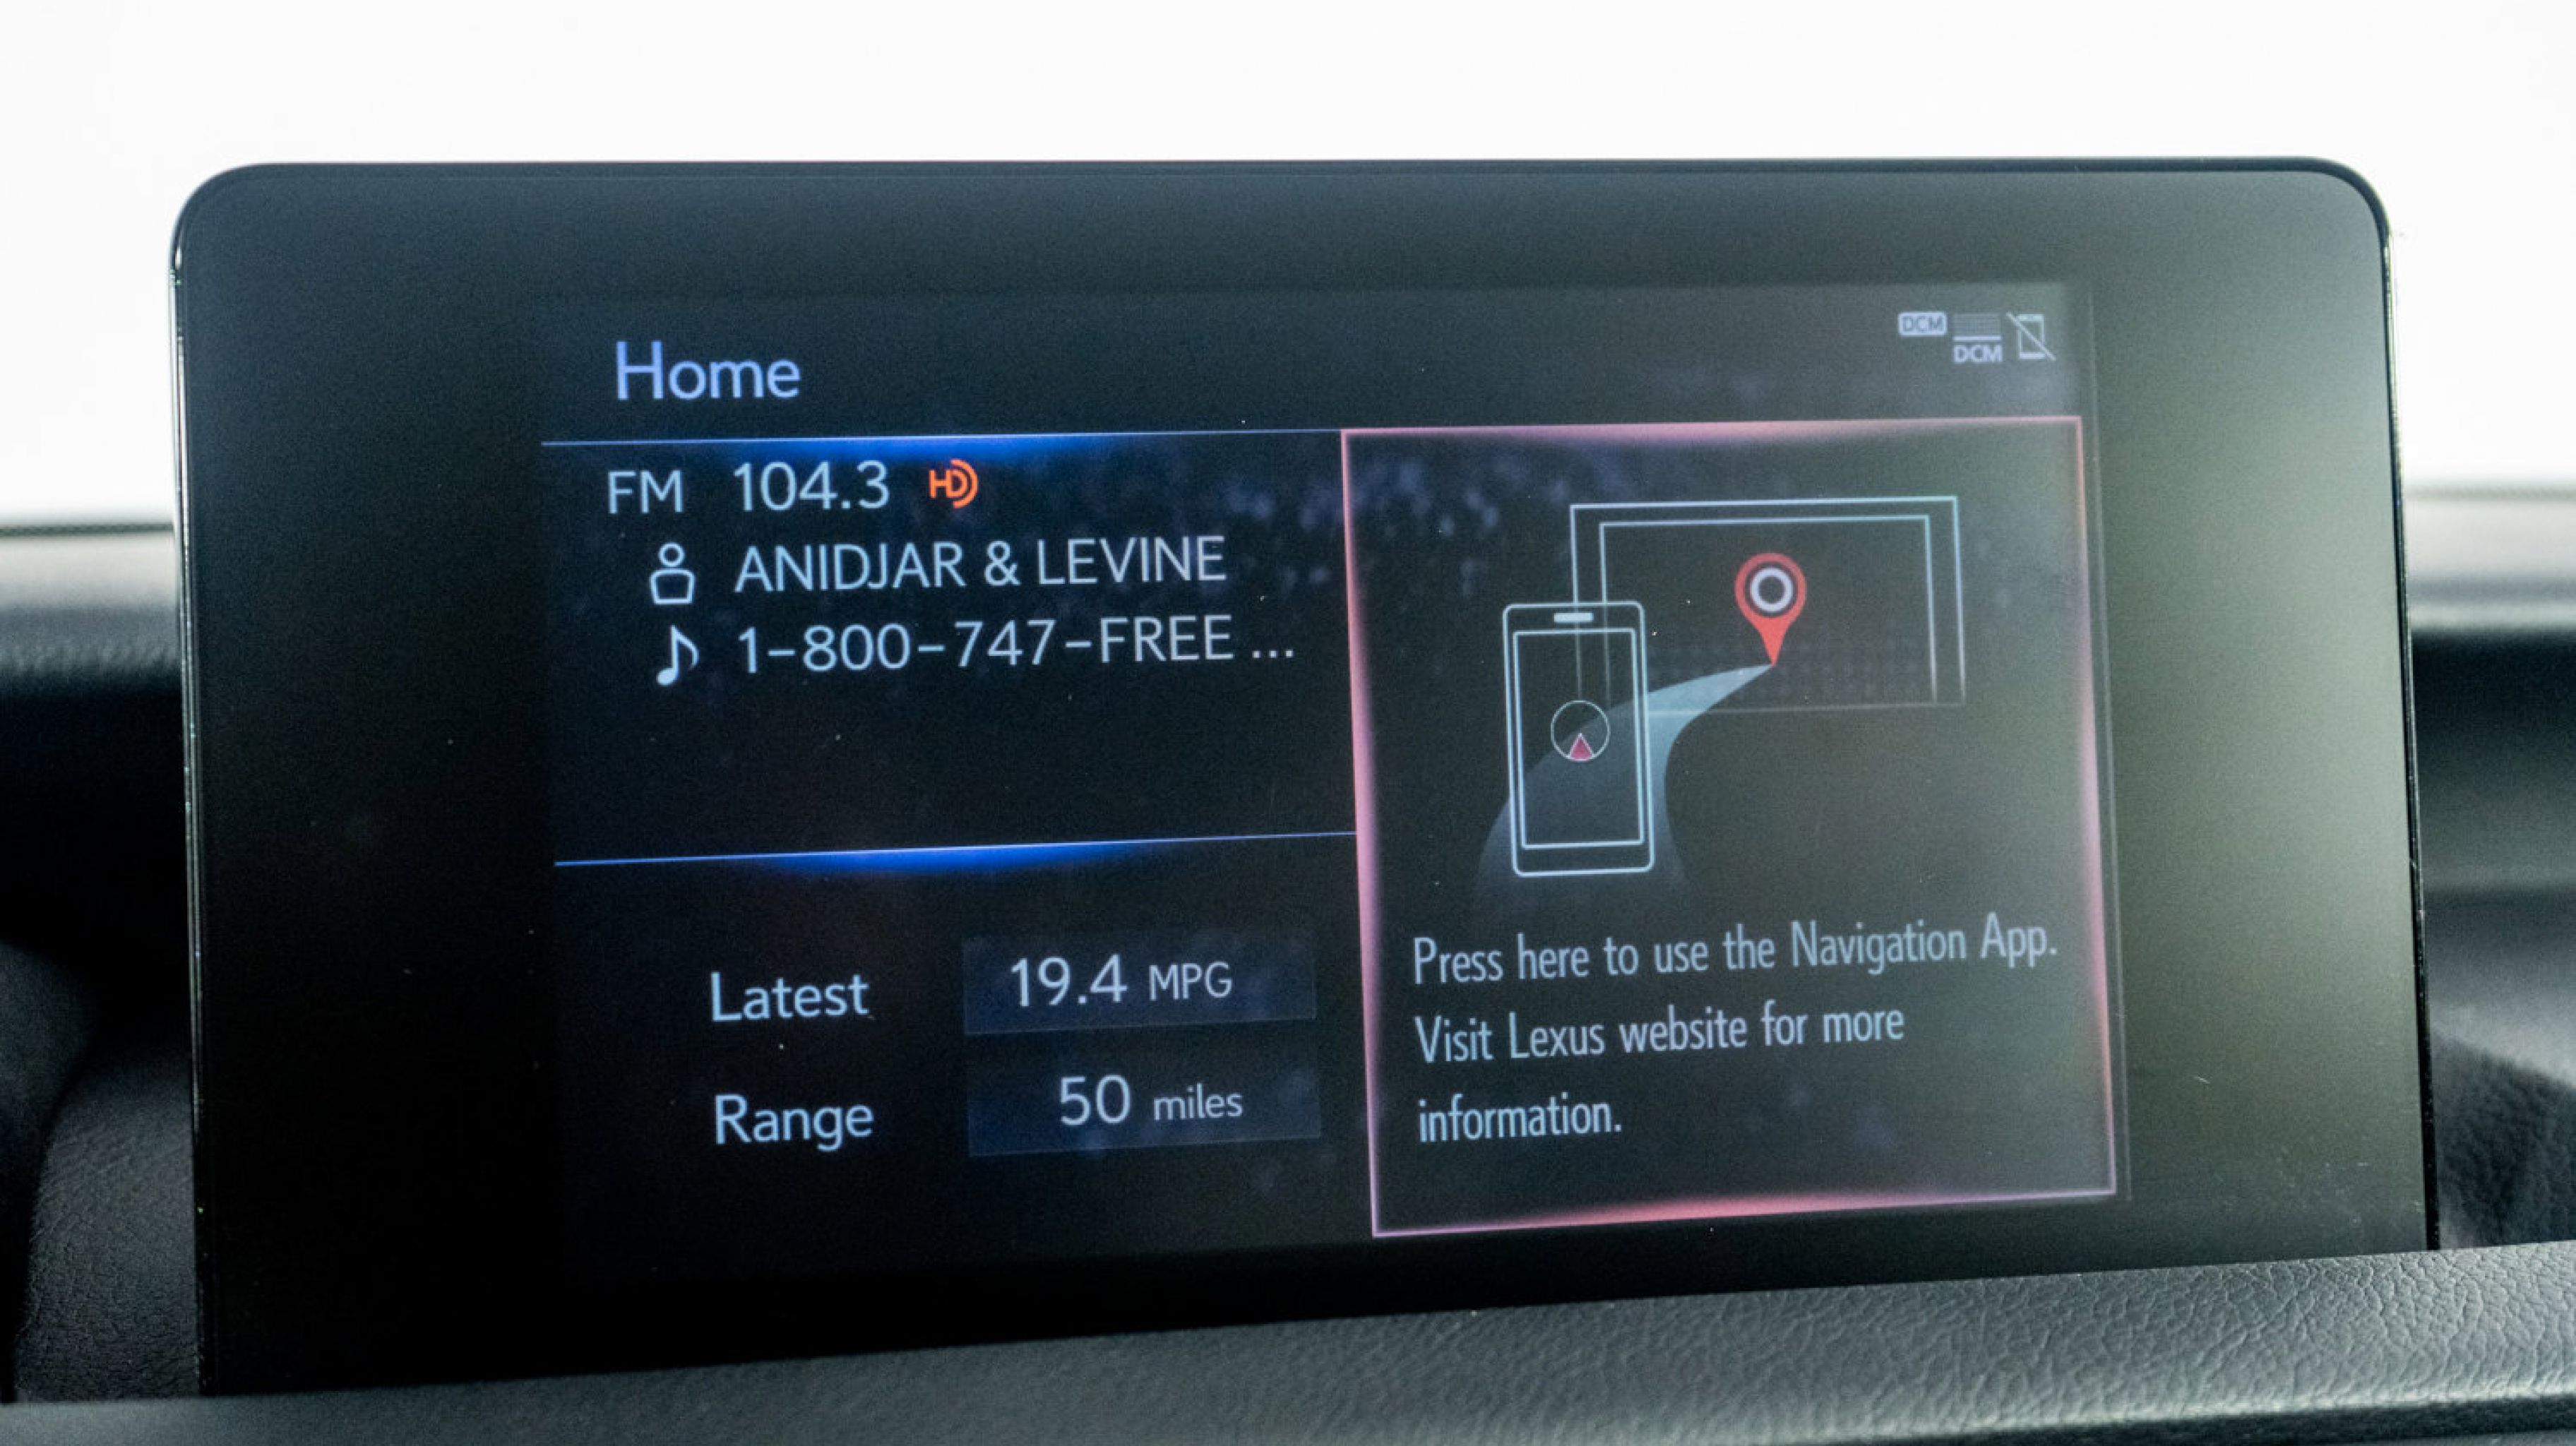 Home
DCM
DCM
FM 104.3 HD
ANIDJAR & LEVINE
1-800-747-FREE ...
Latest 19.4 MPG
Range 50 miles
Press here to use the Navigation App.
Visit Lexus website for more
information.